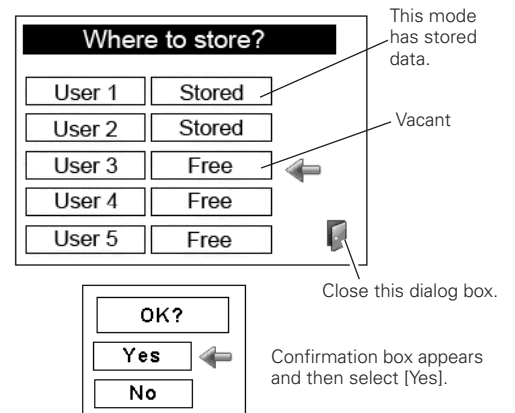 Where to store?
This mode
has stored
data.
User 1 Stored
User 2 Stored
Vacant
User 3 Free
User 4 Free
User 5 Free
Close this dialog box.
OK?
Yes
No
Confirmation box appears
and then select [Yes].